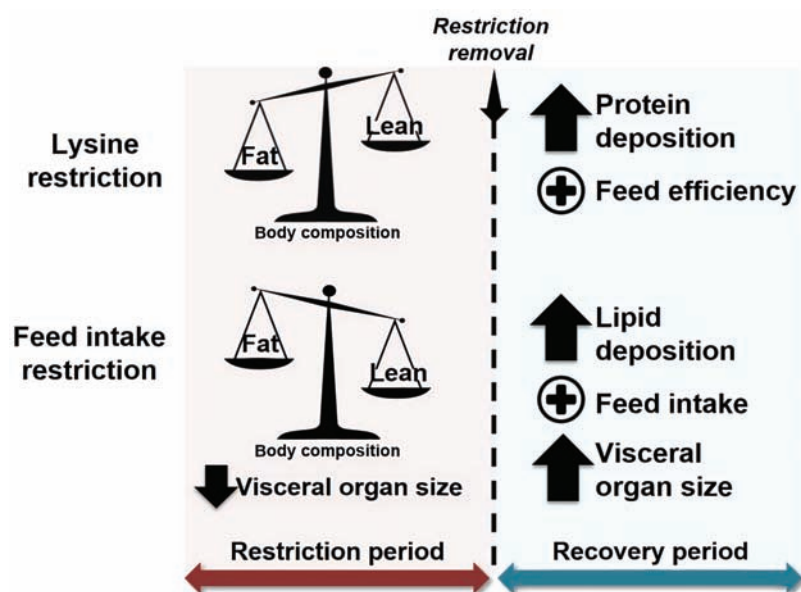 Restriction
removal
Lysine
restriction
Fat
Lean
Body composition
Protein
deposition
Feed efficiency
Feed intake
restriction
Fat
Lean
Body composition
Visceral organ size
Lipid
deposition
Feed intake
Visceral
organ size
Restriction period
Recovery period